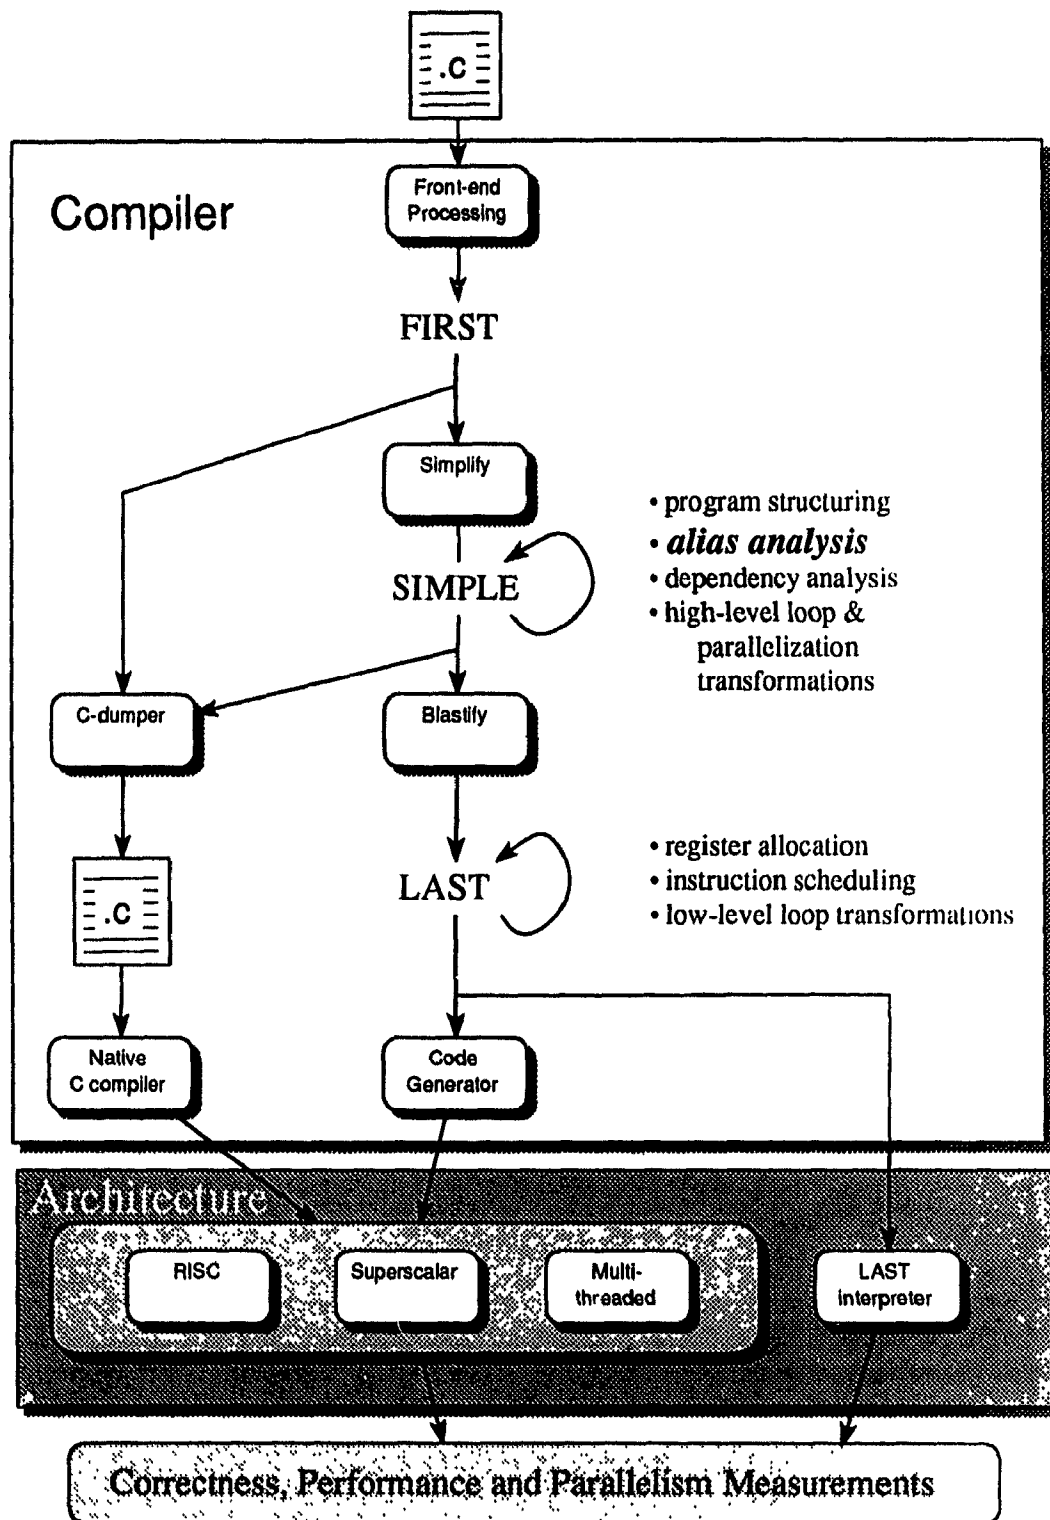 .C
Compiler
Front-end
Processing
FIRST
Simplify
SIMPLE
• program structuring
• alias analysis
• dependency analysis
• high-level loop &
parallelization
transformations
C-dumper
Blastify
.C
LAST
• register allocation
• instruction scheduling
• low-level loop transformations
Native
C compiler
Code
Generator
Architecture
RISC
Superscalar
Multi-
threaded
LAST
interpreter
Correctness, Performance and Parallelism Measurements